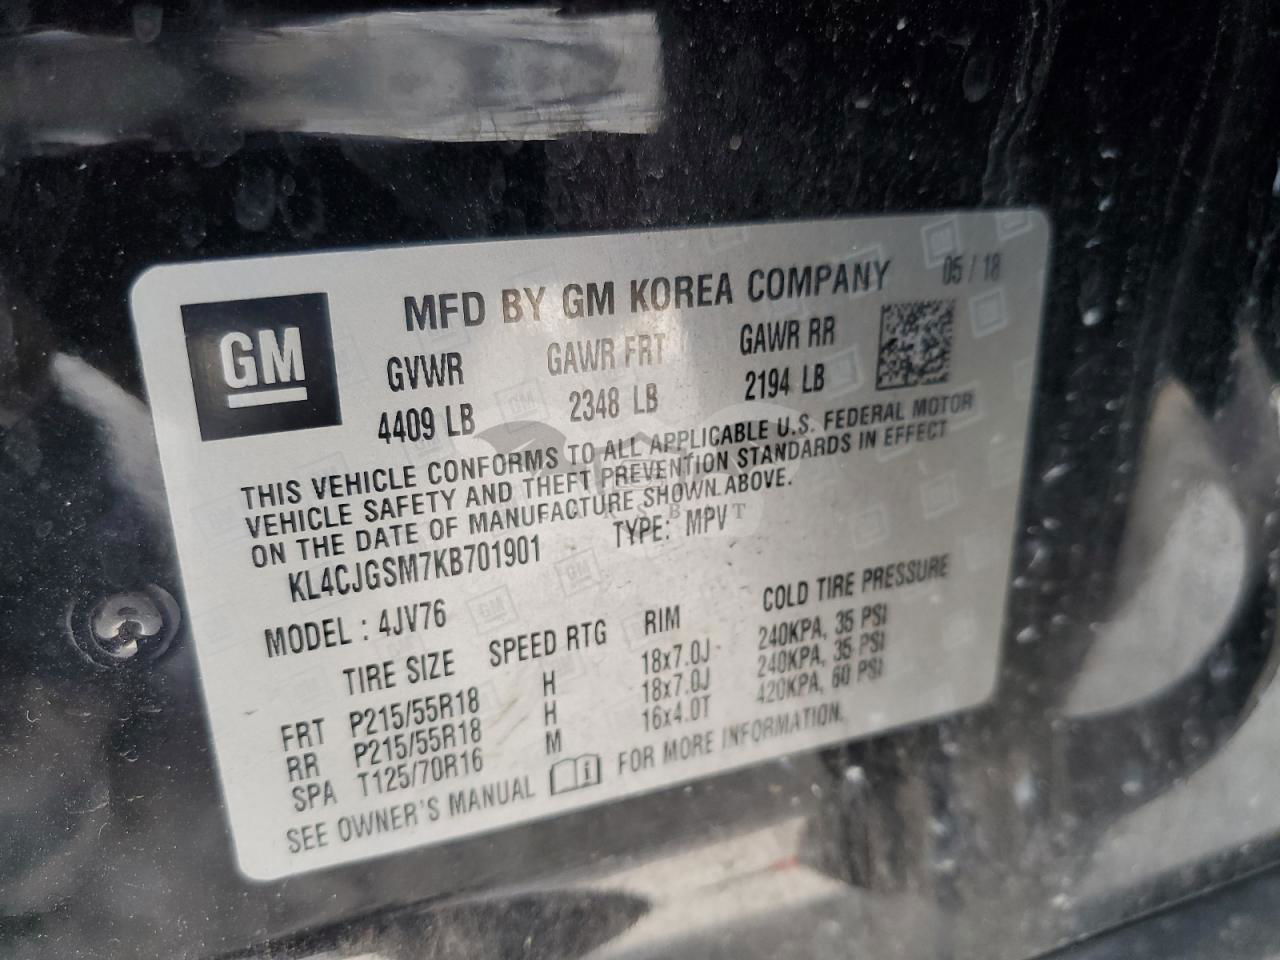 GM
MFD BY GM KOREA COMPANY 05 / 18
GVWR GAWR FRT GAWR RR
4409 LB 2348 LB 2194 LB
THIS VEHICLE CONFORMS TO ALL APPLICABLE U.S. FEDERAL MOTOR
VEHICLE SAFETY AND THEFT PREVENTION STANDARDS IN EFFECT
ON THE DATE OF MANUFACTURE SHOWN ABOVE.
KL4CJGSM7KB701901 TYPE: MPV
MODEL : 4JV76
TIRE SIZE SPEED RTG RIM COLD TIRE PRESSURE
FRT P215/55R18 H 18x7.0J 240KPA, 35 PSI
RR P215/55R18 H 18x7.0J 240KPA, 35 PSI
SPA T125/70R16 M 16x4.0T 420KPA, 60 PSI
SEE OWNER'S MANUAL i FOR MORE INFORMATION.